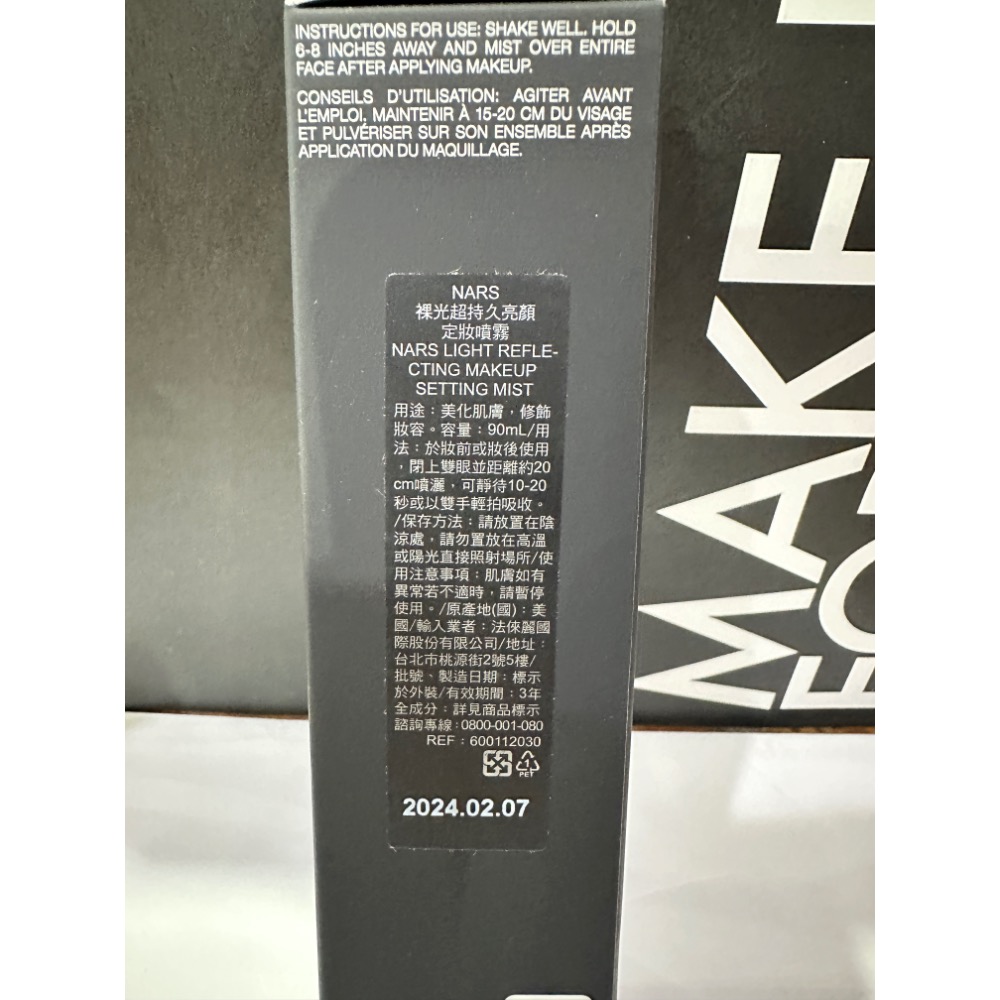 INSTRUCTIONS FOR USE: SHAKE WELL. HOLD
6-8 INCHES AWAY AND MIST OVER ENTIRE
FACE AFTER APPLYING MAKEUP.
CONSEILS D'UTILISATION: AGITER AVANT
L'EMPLOI. MAINTENIR À 15-20 CM DU VISAGE
ET PULVÉRISER SUR SON ENSEMBLE APRÈS
APPLICATION DU MAQUILLAGE.
NARS
裸光超持久亮顏
定妝噴霧
NARS LIGHT REFLE-
CTING MAKEUP
SETTING MIST
用途：美化肌膚，修飾
妝容。容量：90mL/用
法：於妝前或妝後使用
，閉上雙眼並距離約20
cm噴灑，可靜待10-20
秒或以雙手輕拍吸收。
/保存方法：請放置在陰
涼處，請勿置放在高溫
或陽光直接照射場所/使
用注意事項：肌膚如有
異常若不適時，請暫停
使用。/原產地(國)：美
國/輸入業者：法倈麗國
際股份有限公司/地址：
台北市桃源街2號5樓/
批號、製造日期：標示
於外裝/有效期間：3年
全成分：詳見商品標示
諮詢專線：0800-001-080
REF：600112030
1
PET
2024.02.07
MAKE